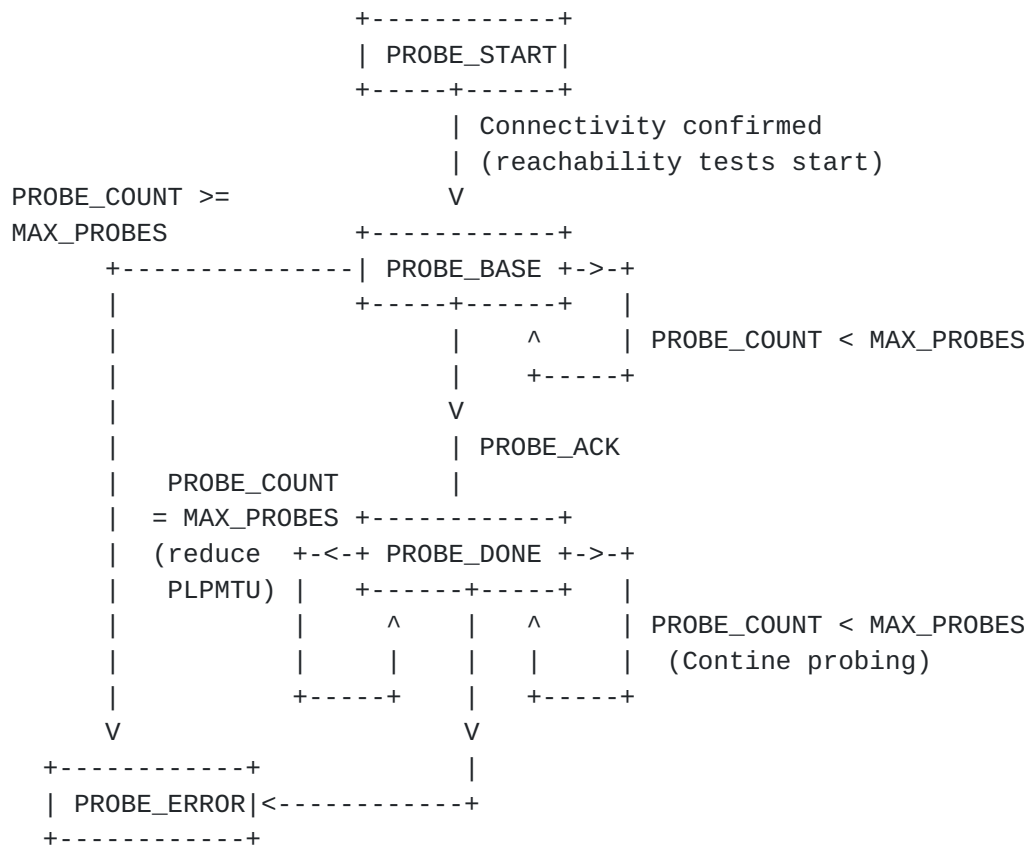 PROBE_START
Connectivity confirmed
(reachability tests start)
PROBE_COUNT >=
MAX_PROBES
PROBE_BASE
PROBE_COUNT < MAX_PROBES
PROBE_ACK
PROBE_COUNT
= MAX_PROBES
(reduce PROBE_DONE
PLPMTU)
PROBE_COUNT < MAX_PROBES
(Contine probing)
PROBE_ERROR